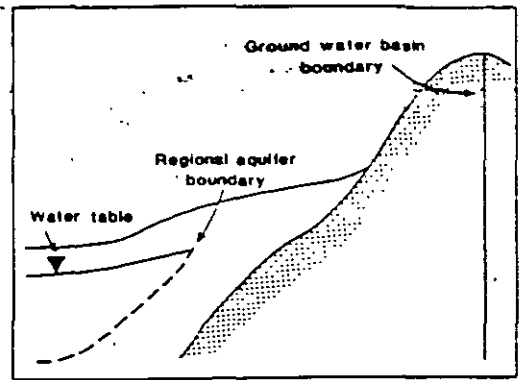 Ground water basin
boundary
Regional aquifer
boundary
Water table